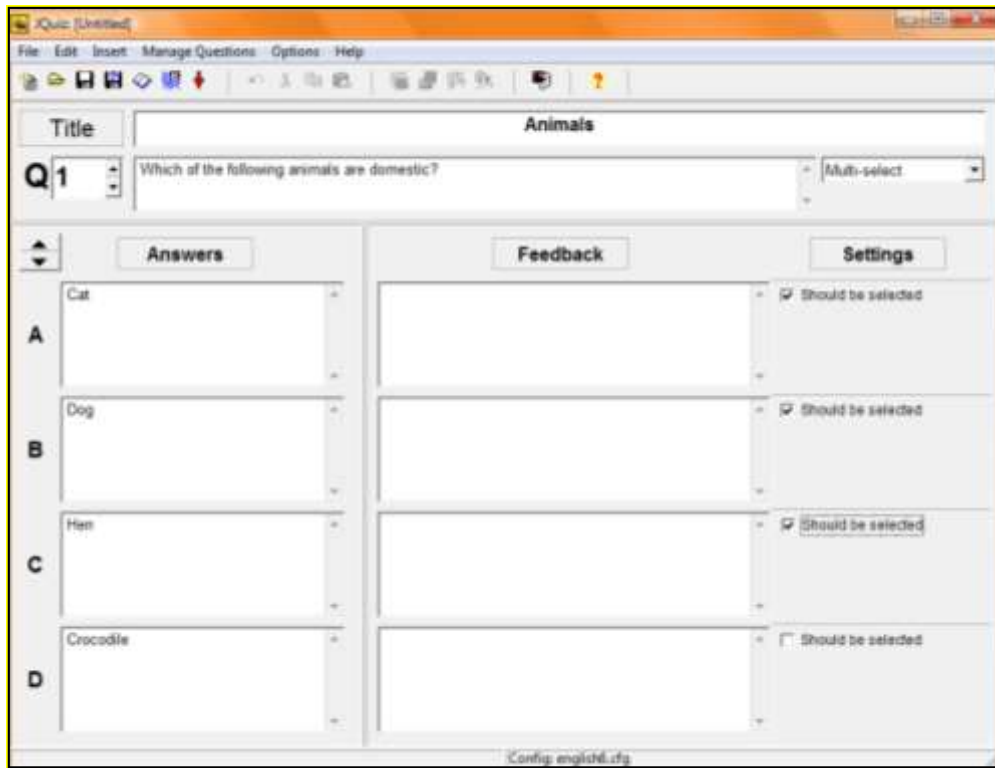 JQuiz [Untitled]
File Edit Insert Manage Questions Options Help
Title
Animals
Q 1
Which of the following animals are domestic?
Multi-select
Answers
Feedback
Settings
A
Cat
Should be selected
B
Dog
Should be selected
C
Hen
Should be selected
D
Crocodile
Should be selected
Config: english6.cfg